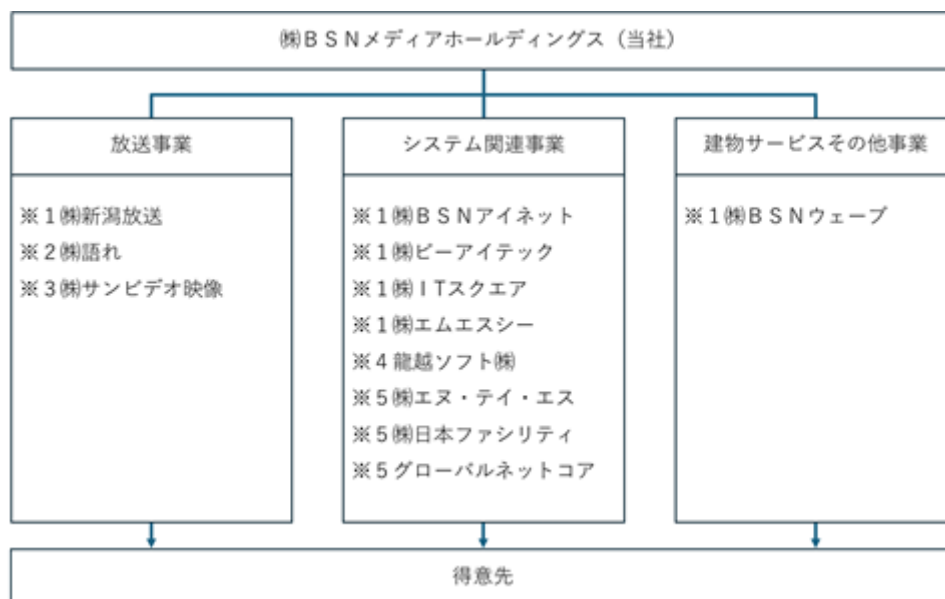 ㈱ＢＳＮメディアホールディングス（当社）
放送事業
※１㈱新潟放送
※２㈱語れ
※３㈱サンビデオ映像
システム関連事業
※１㈱ＢＳＮアイネット
※１㈱ビーアイテック
※１㈱ＩＴスクエア
※１㈱エムエスシー
※４龍越ソフト㈱
※５㈱エヌ・テイ・エス
※５㈱日本ファシリティ
※５グローバルネットコア
建物サービスその他事業
※１㈱ＢＳＮウェーブ
得意先